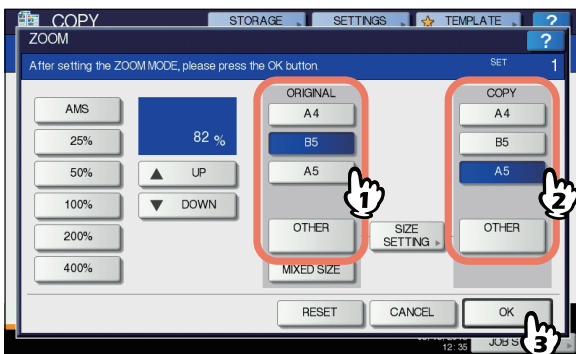 COPY STORAGE SETTINGS TEMPLATE ?
ZOOM ?
After setting the ZOOM MODE, please press the OK button. SET 1
ORIGINAL COPY
AMS A4 A4
25% 82 % B5 B5
50% ▲ UP A5 A5
1 2
100% ▼ DOWN
200% OTHER SIZE SETTING OTHER
400% MIXED SIZE
RESET CANCEL OK
3
12:35 JOB S